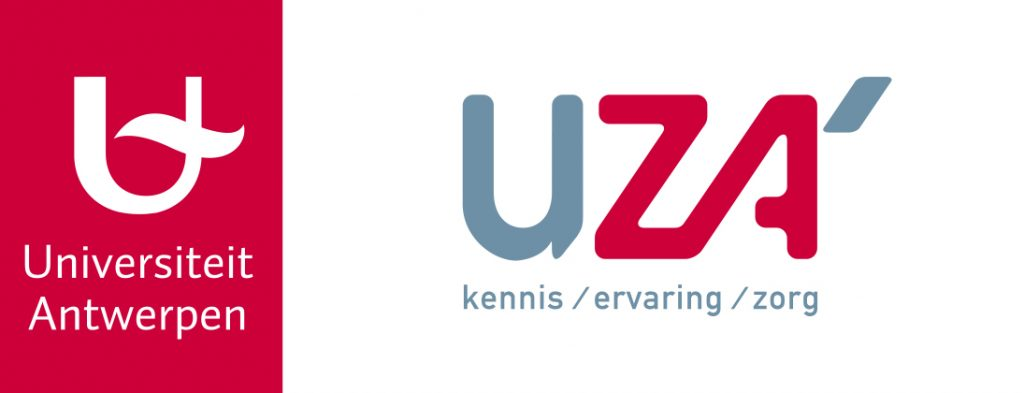 Universiteit
Antwerpen
UZA'
kennis / ervaring / zorg